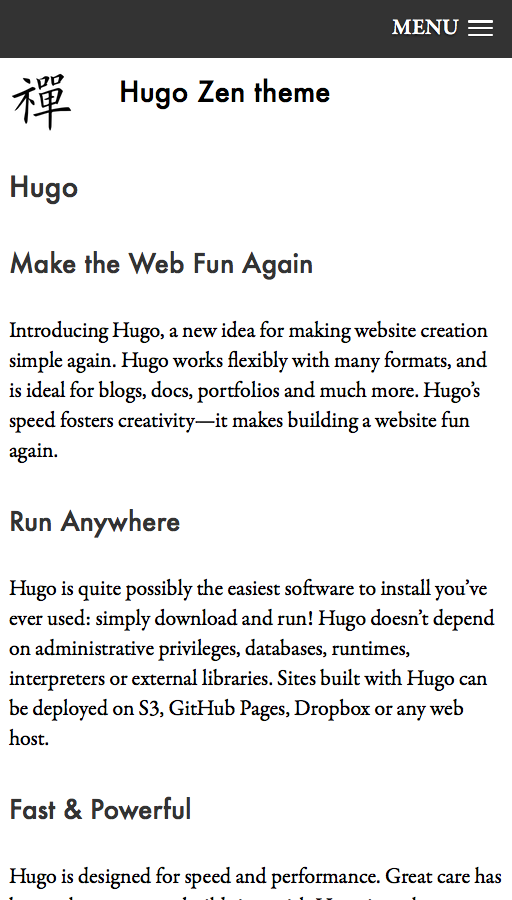 MENU
禪
Hugo Zen theme
Hugo
Make the Web Fun Again
Introducing Hugo, a new idea for making website creation
simple again. Hugo works flexibly with many formats, and
is ideal for blogs, docs, portfolios and much more. Hugo’s
speed fosters creativity—it makes building a website fun
again.
Run Anywhere
Hugo is quite possibly the easiest software to install you’ve
ever used: simply download and run! Hugo doesn’t depend
on administrative privileges, databases, runtimes,
interpreters or external libraries. Sites built with Hugo can
be deployed on S3, GitHub Pages, Dropbox or any web
host.
Fast & Powerful
Hugo is designed for speed and performance. Great care has